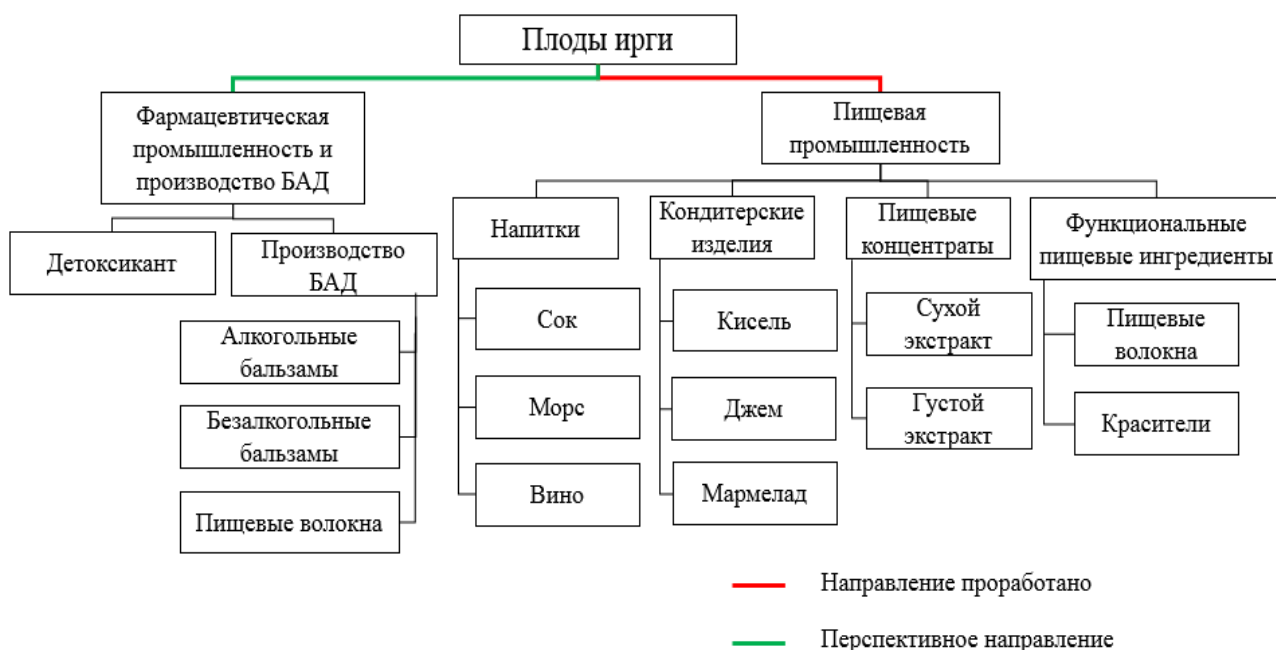 Плоды ирги
Фармацевтическая
промышленность и
производство БАД
Пищевая
промышленность
Детоксикант
Производство
БАД
Алкогольные
бальзамы
Безалкогольные
бальзамы
Пищевые волокна
Напитки
Сок
Морс
Вино
Кондитерские
изделия
Кисель
Джем
Мармелад
Пищевые
концентраты
Сухой
экстракт
Густой
экстракт
Функциональные
пищевые ингредиенты
Пищевые
волокна
Красители
Направление проработано
Перспективное направление